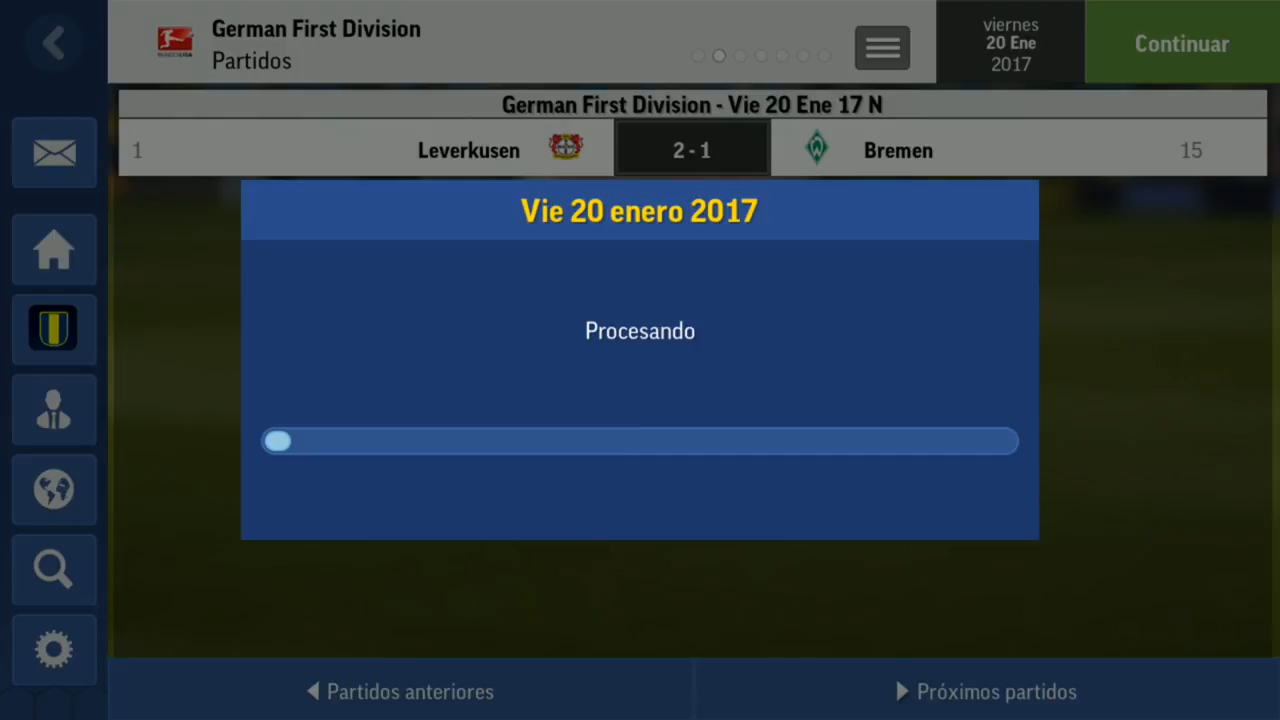 German First Division
Partidos
viernes
20 Ene
2017
Continuar
German First Division - Vie 20 Ene 17 N
1 Leverkusen 2 - 1 Bremen 15
Vie 20 enero 2017
Procesando
Partidos anteriores
Próximos partidos